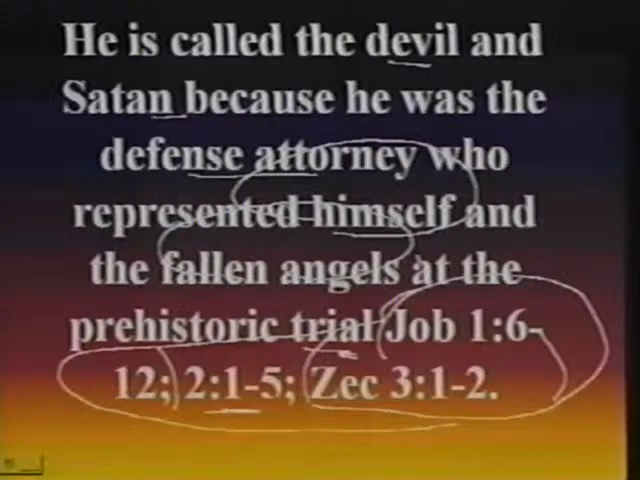 He is called the devil and
Satan because he was the
defense attorney who
represented himself and
the fallen angels at the
prehistoric trial Job 1:6-
12; 2:1-5; Zec 3:1-2.